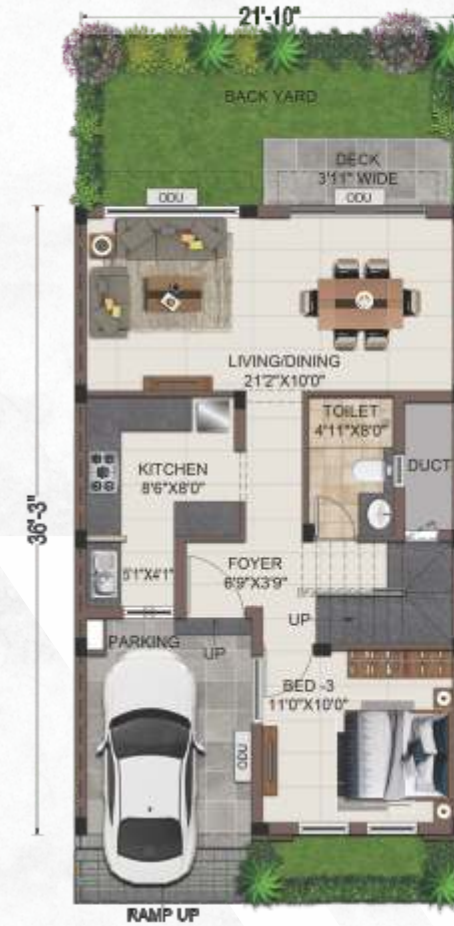 21'-10"
BACK YARD
DECK
3'11" WIDE
ODU
ODU
36'-3"
LIVING/DINING
21'2"X10'0"
TOILET
4'11"X8'0"
KITCHEN
8'6"X8'0"
DUCT
FOYER
6'9"X3'9"
5'1"X4'1"
UP
PARKING
UP
BED -3
11'0"X10'0"
ODU
RAMP UP